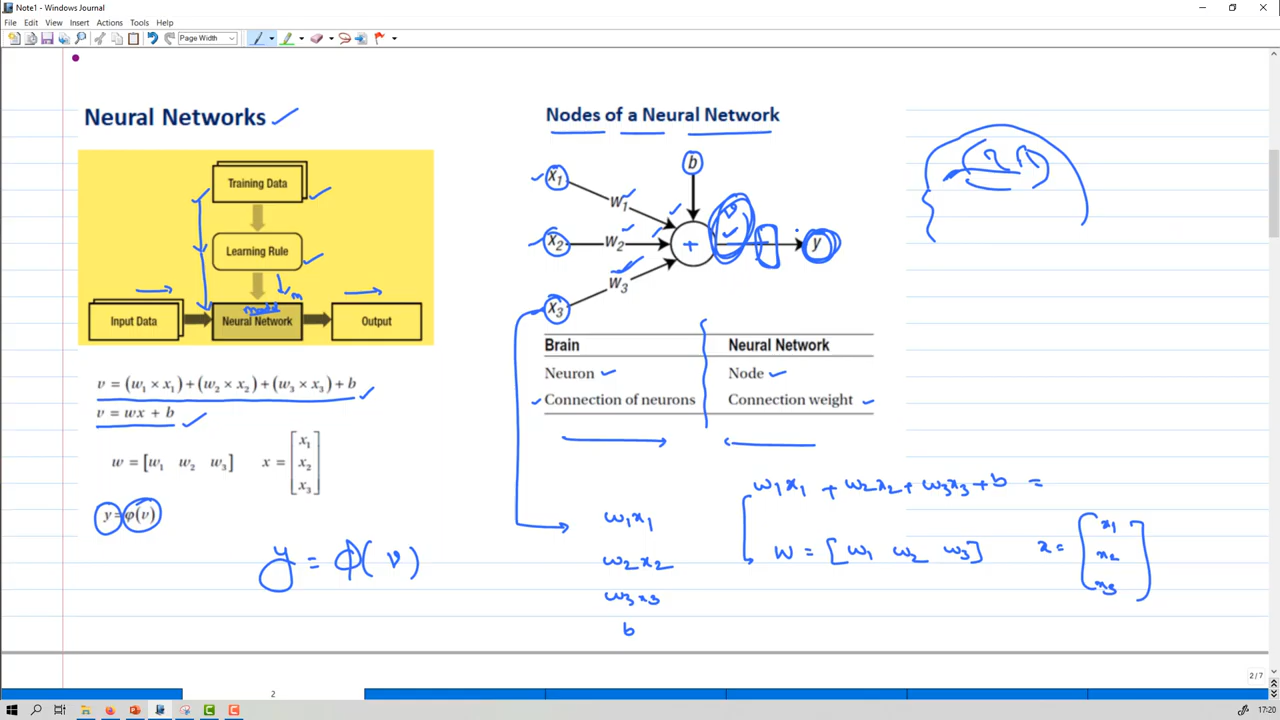 Note1 - Windows Journal
File Edit View Insert Actions Tools Help
Page Width
Neural Networks
Training Data
Learning Rule
m
model
Input Data
Neural Network
Output
v = (w₁ × x₁) + (w₂ × x₂) + (w₃ × x₃) + b
v = wx + b
w = [w₁ w₂ w₃] x = [x₁ x₂ x₃]
y = φ(v)
y = ϕ(v)
Nodes of a Neural Network
b
x₁ w₁
x₂ w₂ + v y
x₃ w₃
Brain Neural Network
Neuron Node
Connection of neurons Connection weight
w₁x₁ + w₂x₂ + w₃x₃ + b =
w₁x₁
w₂x₂
w₃x₃
b
W = [w₁ w₂ w₃] x = [x₁ x₂ x₃]
2/7
2
17:20